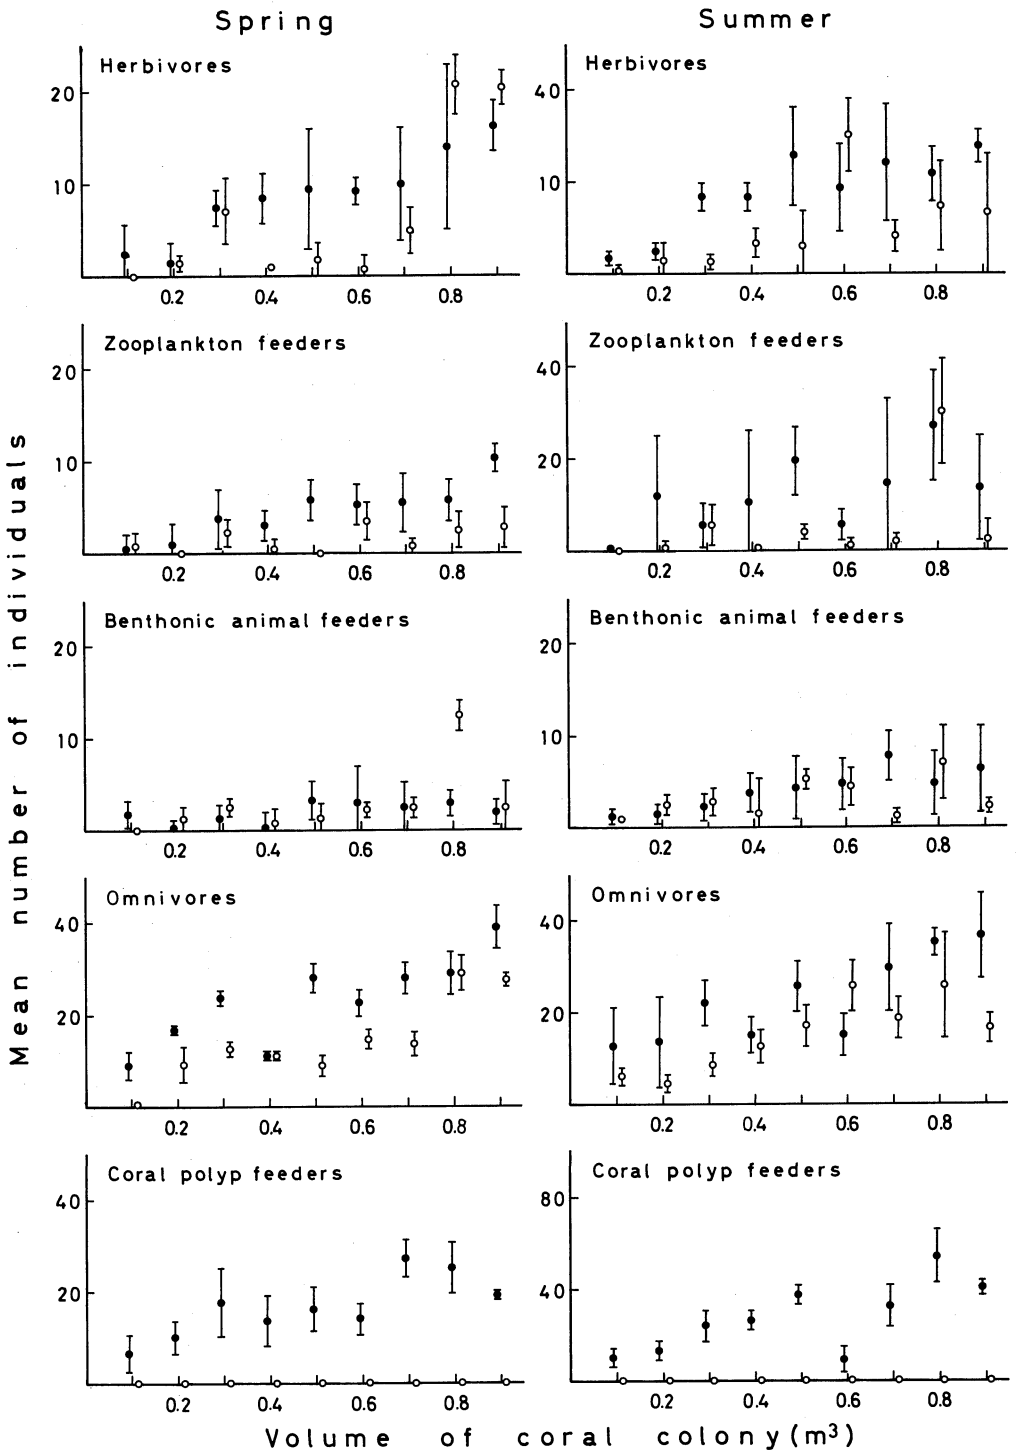 Spring
Summer
Herbivores
20
10
0.2 0.4 0.6 0.8
Herbivores
40
10
0.2 0.4 0.6 0.8
Zooplankton feeders
20
10
0.2 0.4 0.6 0.8
Zooplankton feeders
40
20
0.2 0.4 0.6 0.8
Benthonic animal feeders
20
10
0.2 0.4 0.6 0.8
Benthonic animal feeders
20
10
0.2 0.4 0.6 0.8
Omnivores
40
20
0.2 0.4 0.6 0.8
Omnivores
40
20
0.2 0.4 0.6 0.8
Coral polyp feeders
40
20
0.2 0.4 0.6 0.8
Coral polyp feeders
80
40
0.2 0.4 0.6 0.8
Mean number of individuals
Volume of coral colony (m³)